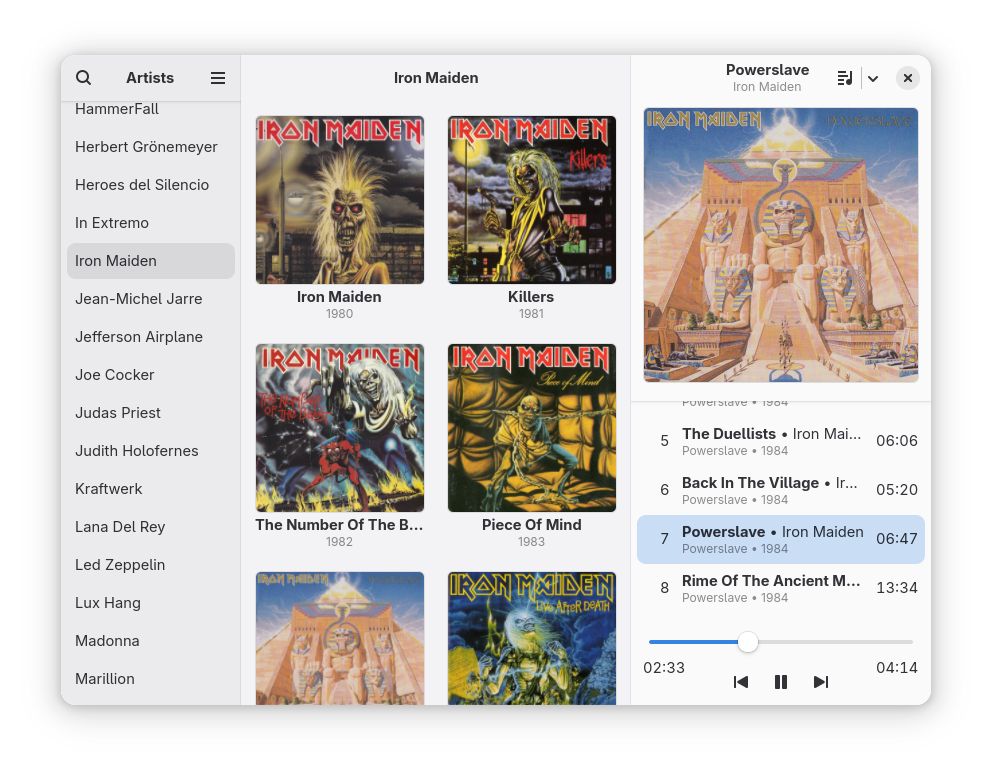 Artists
HammerFall
Herbert Grönemeyer
Heroes del Silencio
In Extremo
Iron Maiden
Jean-Michel Jarre
Jefferson Airplane
Joe Cocker
Judas Priest
Judith Holofernes
Kraftwerk
Lana Del Rey
Led Zeppelin
Lux Hang
Madonna
Marillion
Iron Maiden
IRON MAIDEN
Iron Maiden
1980
IRON MAIDEN
Killers
Killers
1981
IRON MAIDEN
THE NUMBER OF THE BEAST
The Number Of The B...
1982
IRON MAIDEN
Piece of Mind
Piece Of Mind
1983
IRON MAIDEN
POWERSLAVE
IRON MAIDEN
LIVE AFTER DEATH
Powerslave
Iron Maiden
IRON MAIDEN
POWERSLAVE
Powerslave • 1984
5 The Duellists • Iron Mai... 06:06
Powerslave • 1984
6 Back In The Village • Ir... 05:20
Powerslave • 1984
7 Powerslave • Iron Maiden 06:47
Powerslave • 1984
8 Rime Of The Ancient M... 13:34
Powerslave • 1984
02:33 04:14